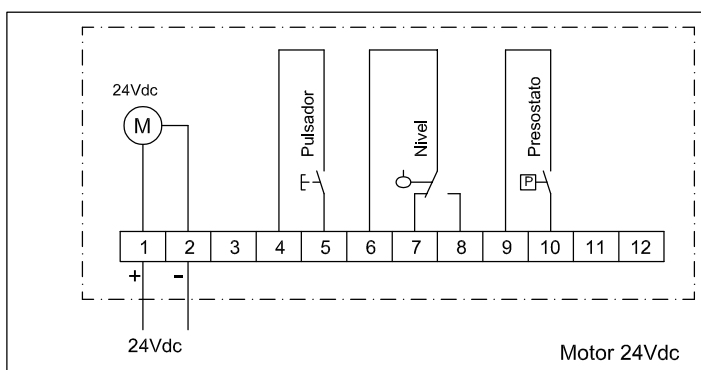 24Vdc
M
Pulsador
Nivel
Presostato
P
1 2 3 4 5 6 7 8 9 10 11 12
+ -
24Vdc
Motor 24Vdc